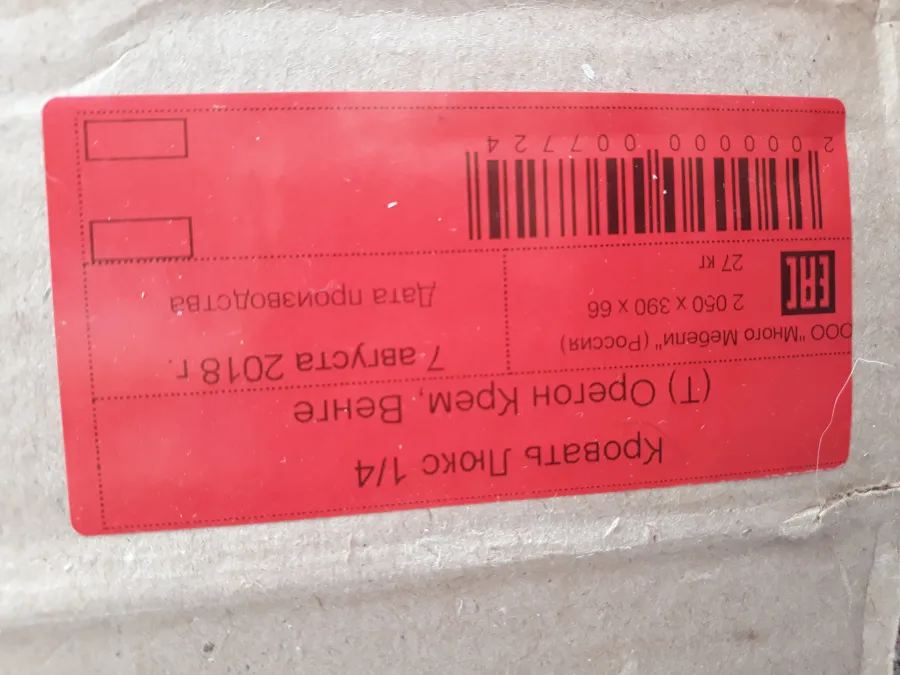 Кровать Люкс 1/4
(Т) Орегон Крем, Венге
ООО "Много Мебели" (Россия)
2 050 х 390 х 66
27 кг
EAC
7 августа 2018 г.
Дата производства
2 000000 007724